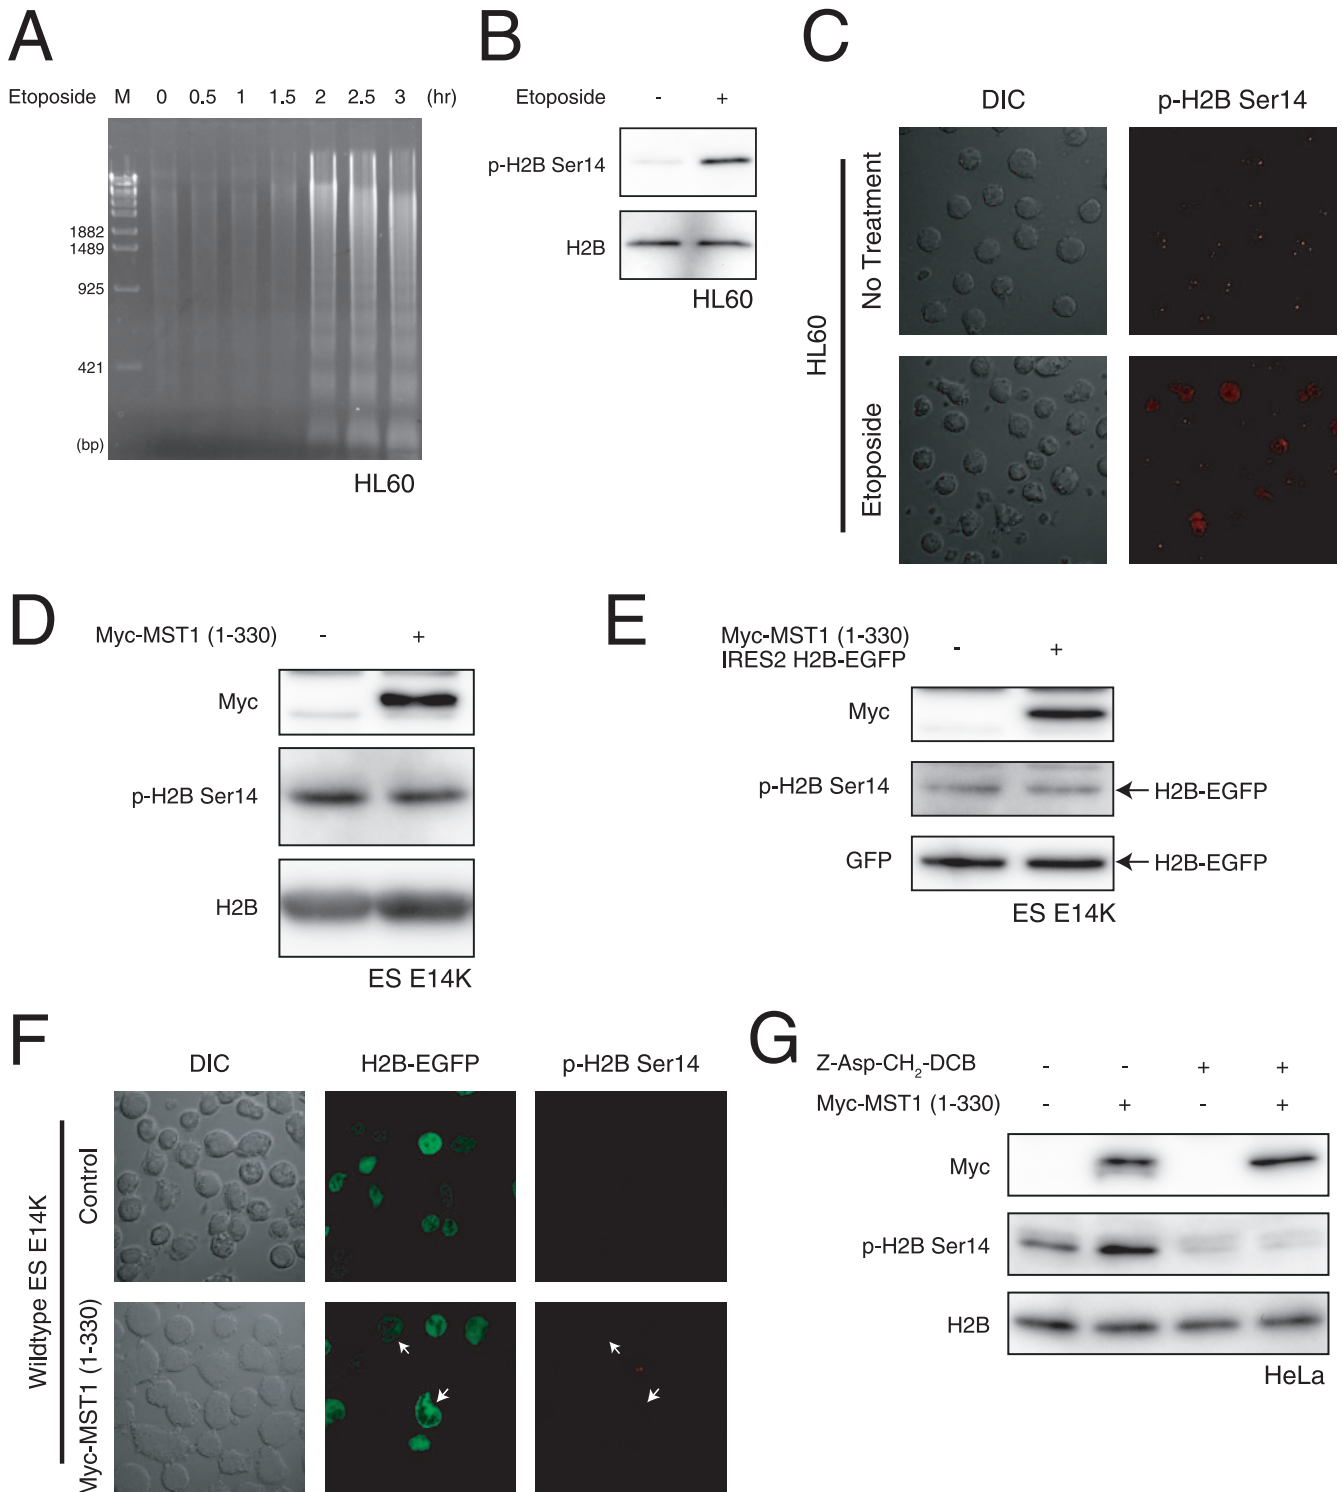 A
Etoposide M 0 0.5 1 1.5 2 2.5 3 (hr)
1882
1489
925
421
(bp)
HL60
B
Etoposide - +
p-H2B Ser14
H2B
HL60
C
DIC p-H2B Ser14
HL60
No Treatment
Etoposide
D
Myc-MST1 (1-330) - +
Myc
p-H2B Ser14
H2B
ES E14K
E
Myc-MST1 (1-330)
IRES2 H2B-EGFP - +
Myc
p-H2B Ser14 H2B-EGFP
GFP H2B-EGFP
ES E14K
F
DIC H2B-EGFP p-H2B Ser14
Wildtype ES E14K
Control
Myc-MST1 (1-330)
G
Z-Asp-CH₂-DCB - - + +
Myc-MST1 (1-330) - + - +
Myc
p-H2B Ser14
H2B
HeLa